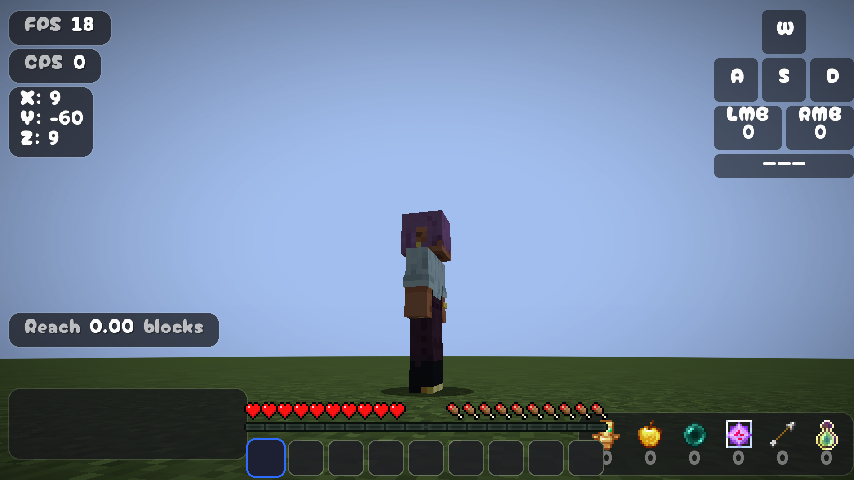 FPS 18
CPS 0
X: 9
Y: -60
Z: 9
W
A S D
LMB RMB
0 0
---
Reach 0.00 blocks
0 0 0 0 0 0